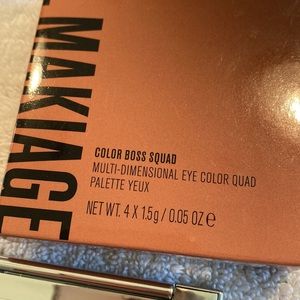 MAKIAGE
COLOR BOSS SQUAD
MULTI-DIMENSIONAL EYE COLOR QUAD
PALETTE YEUX
NET WT. 4 X 1.5g / 0.05 OZ ℮